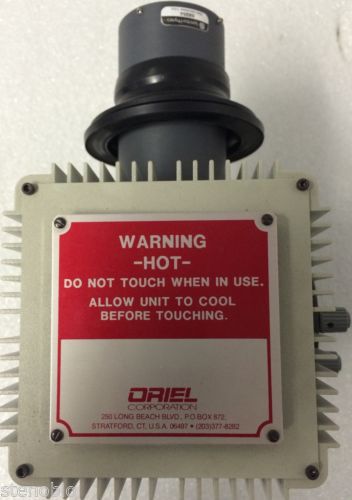 WARNING
-HOT-
DO NOT TOUCH WHEN IN USE.
ALLOW UNIT TO COOL
BEFORE TOUCHING.
ORIEL
CORPORATION
250 LONG BEACH BLVD., P.O.BOX 872,
STRATFORD, CT, U.S.A. 06497 • (203)377-8282